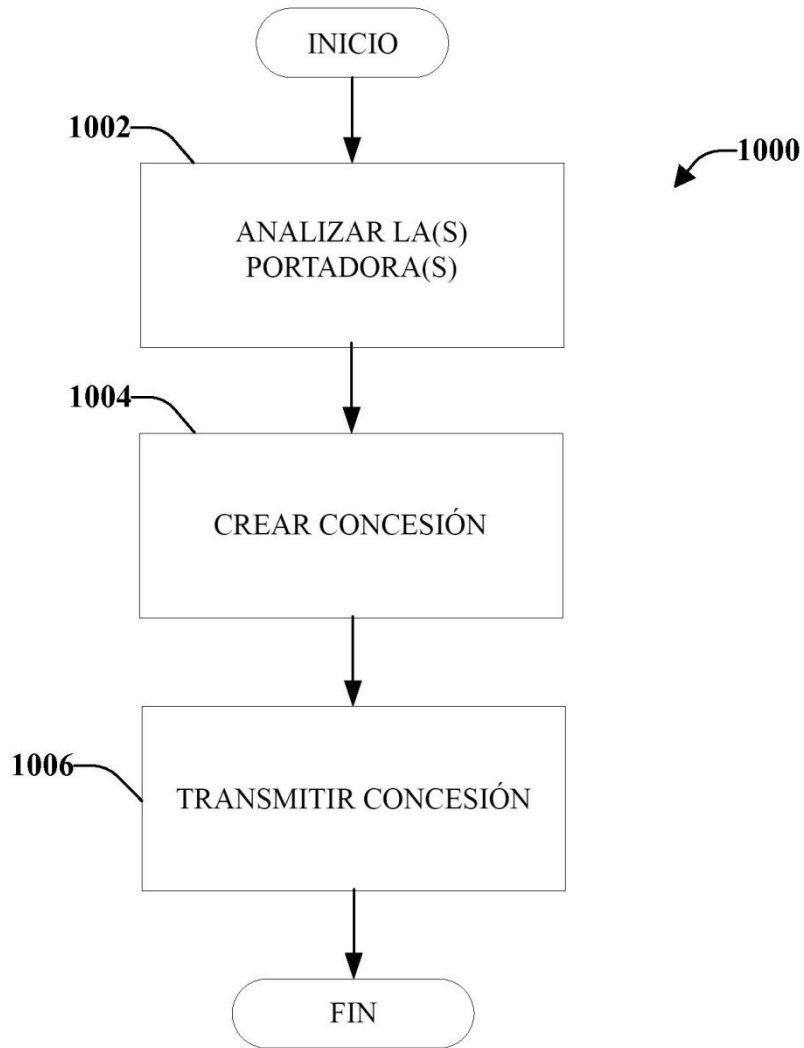 INICIO
1002
1000
ANALIZAR LA(S)
PORTADORA(S)
1004
CREAR CONCESIÓN
1006
TRANSMITIR CONCESIÓN
FIN